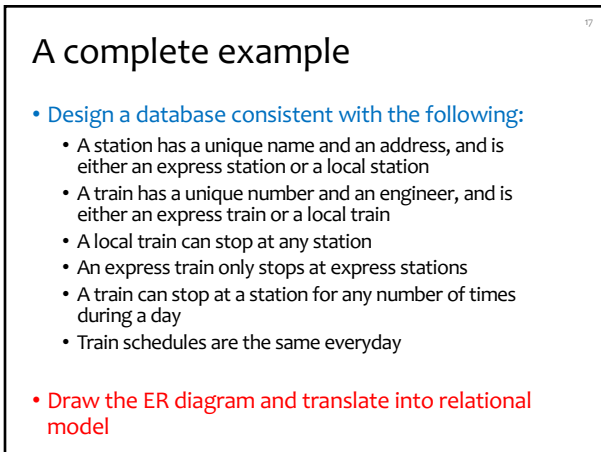 17
A complete example
• Design a database consistent with the following:
• A station has a unique name and an address, and is
either an express station or a local station
• A train has a unique number and an engineer, and is
either an express train or a local train
• A local train can stop at any station
• An express train only stops at express stations
• A train can stop at a station for any number of times
during a day
• Train schedules are the same everyday
• Draw the ER diagram and translate into relational
model